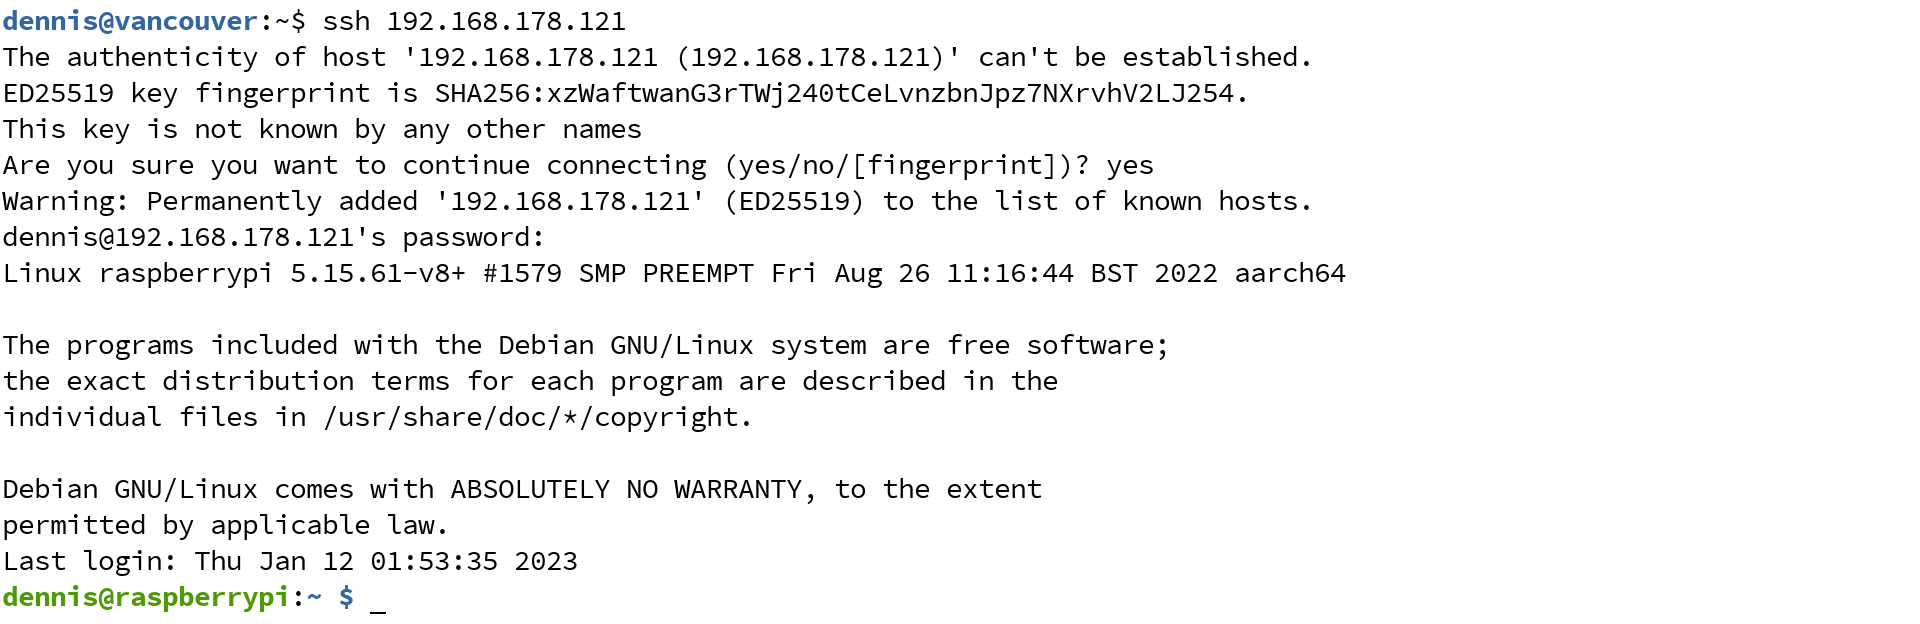 dennis@vancouver:~$ ssh 192.168.178.121
The authenticity of host '192.168.178.121 (192.168.178.121)' can't be established.
ED25519 key fingerprint is SHA256:xzWaftwanG3rTWj240tCeLvnzbnJpz7NXrvhV2LJ254.
This key is not known by any other names
Are you sure you want to continue connecting (yes/no/[fingerprint])? yes
Warning: Permanently added '192.168.178.121' (ED25519) to the list of known hosts.
dennis@192.168.178.121's password:
Linux raspberrypi 5.15.61-v8+ #1579 SMP PREEMPT Fri Aug 26 11:16:44 BST 2022 aarch64

The programs included with the Debian GNU/Linux system are free software;
the exact distribution terms for each program are described in the
individual files in /usr/share/doc/*/copyright.

Debian GNU/Linux comes with ABSOLUTELY NO WARRANTY, to the extent
permitted by applicable law.
Last login: Thu Jan 12 01:53:35 2023
dennis@raspberrypi:~ $ _